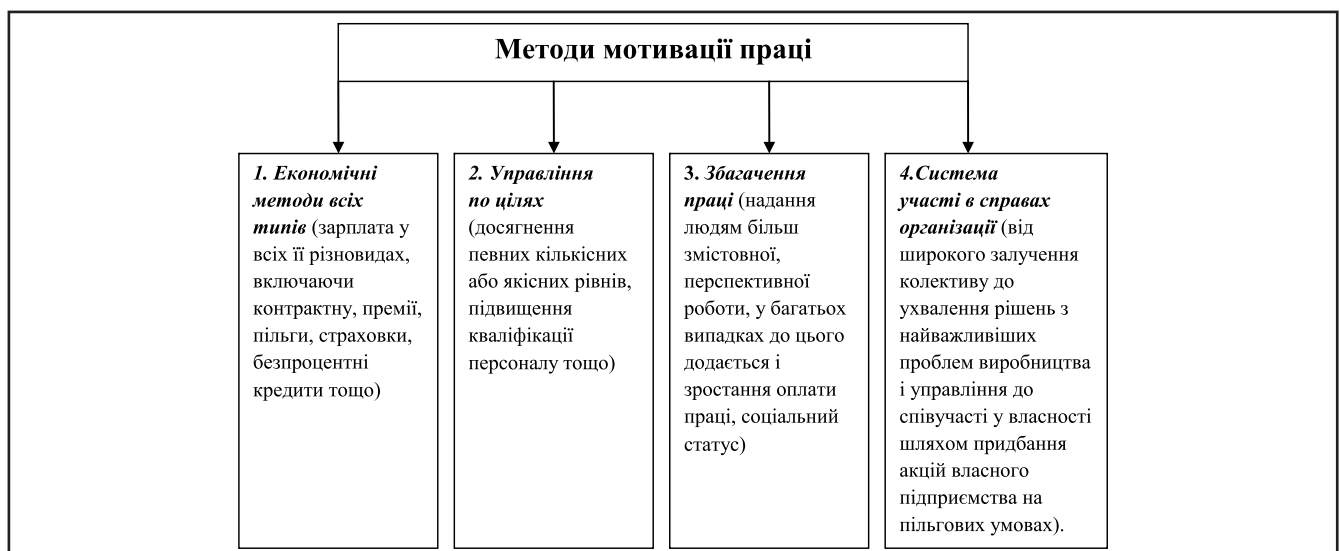 Методи мотивації праці
1. Економічні
методи всіх
типів (зарплата у
всіх її різновидах,
включаючи
контрактну, премії,
пільги, страховки,
безпроцентні
кредити тощо)
2. Управління
по цілях
(досягнення
певних кількісних
або якісних рівнів,
підвищення
кваліфікації
персоналу тощо)
3. Збагачення
праці (надання
людям більш
змістовної,
перспективної
роботи, у багатьох
випадках до цього
додається і
зростання оплати
праці, соціальний
статус)
4.Система
участі в справах
організації (від
широкого залучення
колективу до
ухвалення рішень з
найважливіших
проблем виробництва
і управління до
співучасті у власності
шляхом придбання
акцій власного
підприємства на
пільгових умовах).